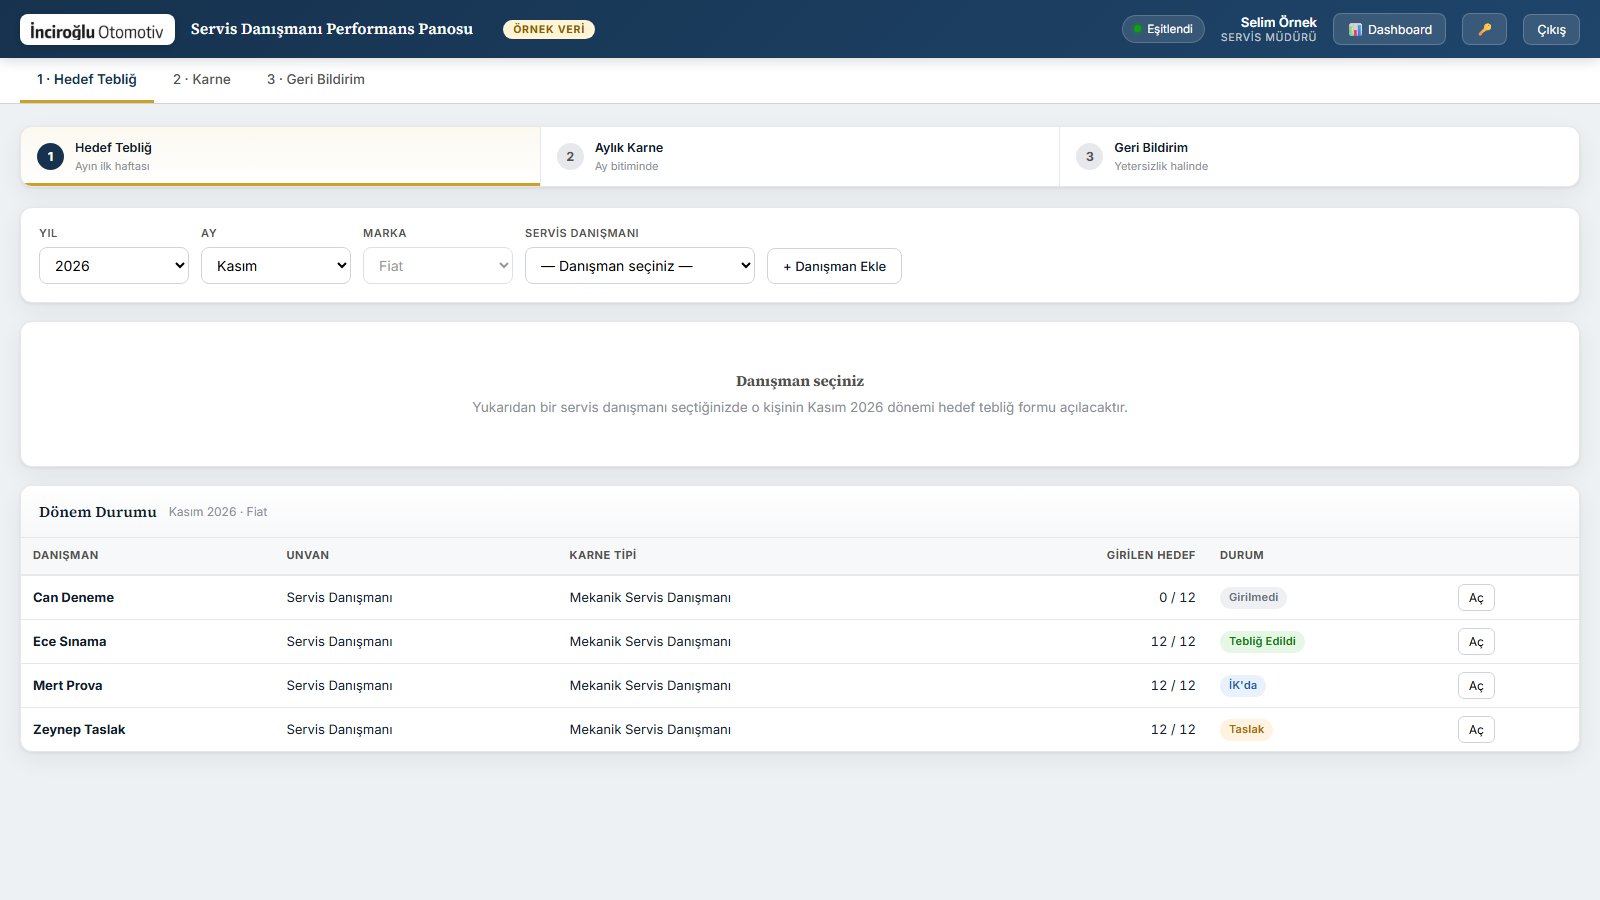 İnciroğlu Otomotiv
Servis Danışmanı Performans Panosu
ÖRNEK VERİ
Eşitlendi
Selim Örnek
SERVİS MÜDÜRÜ
Dashboard
Çıkış
1 · Hedef Tebliğ
2 · Karne
3 · Geri Bildirim
1
Hedef Tebliğ
Ayın ilk haftası
2
Aylık Karne
Ay bitiminde
3
Geri Bildirim
Yetersizlik halinde
YIL
AY
MARKA
SERVİS DANIŞMANI
2026
Kasım
Fiat
— Danışman seçiniz —
+ Danışman Ekle
Danışman seçiniz
Yukarıdan bir servis danışmanı seçtiğinizde o kişinin Kasım 2026 dönemi hedef tebliğ formu açılacaktır.
Dönem Durumu Kasım 2026 · Fiat
DANIŞMAN UNVAN KARNE TİPİ GİRİLEN HEDEF DURUM
Can Deneme Servis Danışmanı Mekanik Servis Danışmanı 0 / 12 Girilmedi Aç
Ece Sınama Servis Danışmanı Mekanik Servis Danışmanı 12 / 12 Tebliğ Edildi Aç
Mert Prova Servis Danışmanı Mekanik Servis Danışmanı 12 / 12 İK'da Aç
Zeynep Taslak Servis Danışmanı Mekanik Servis Danışmanı 12 / 12 Taslak Aç